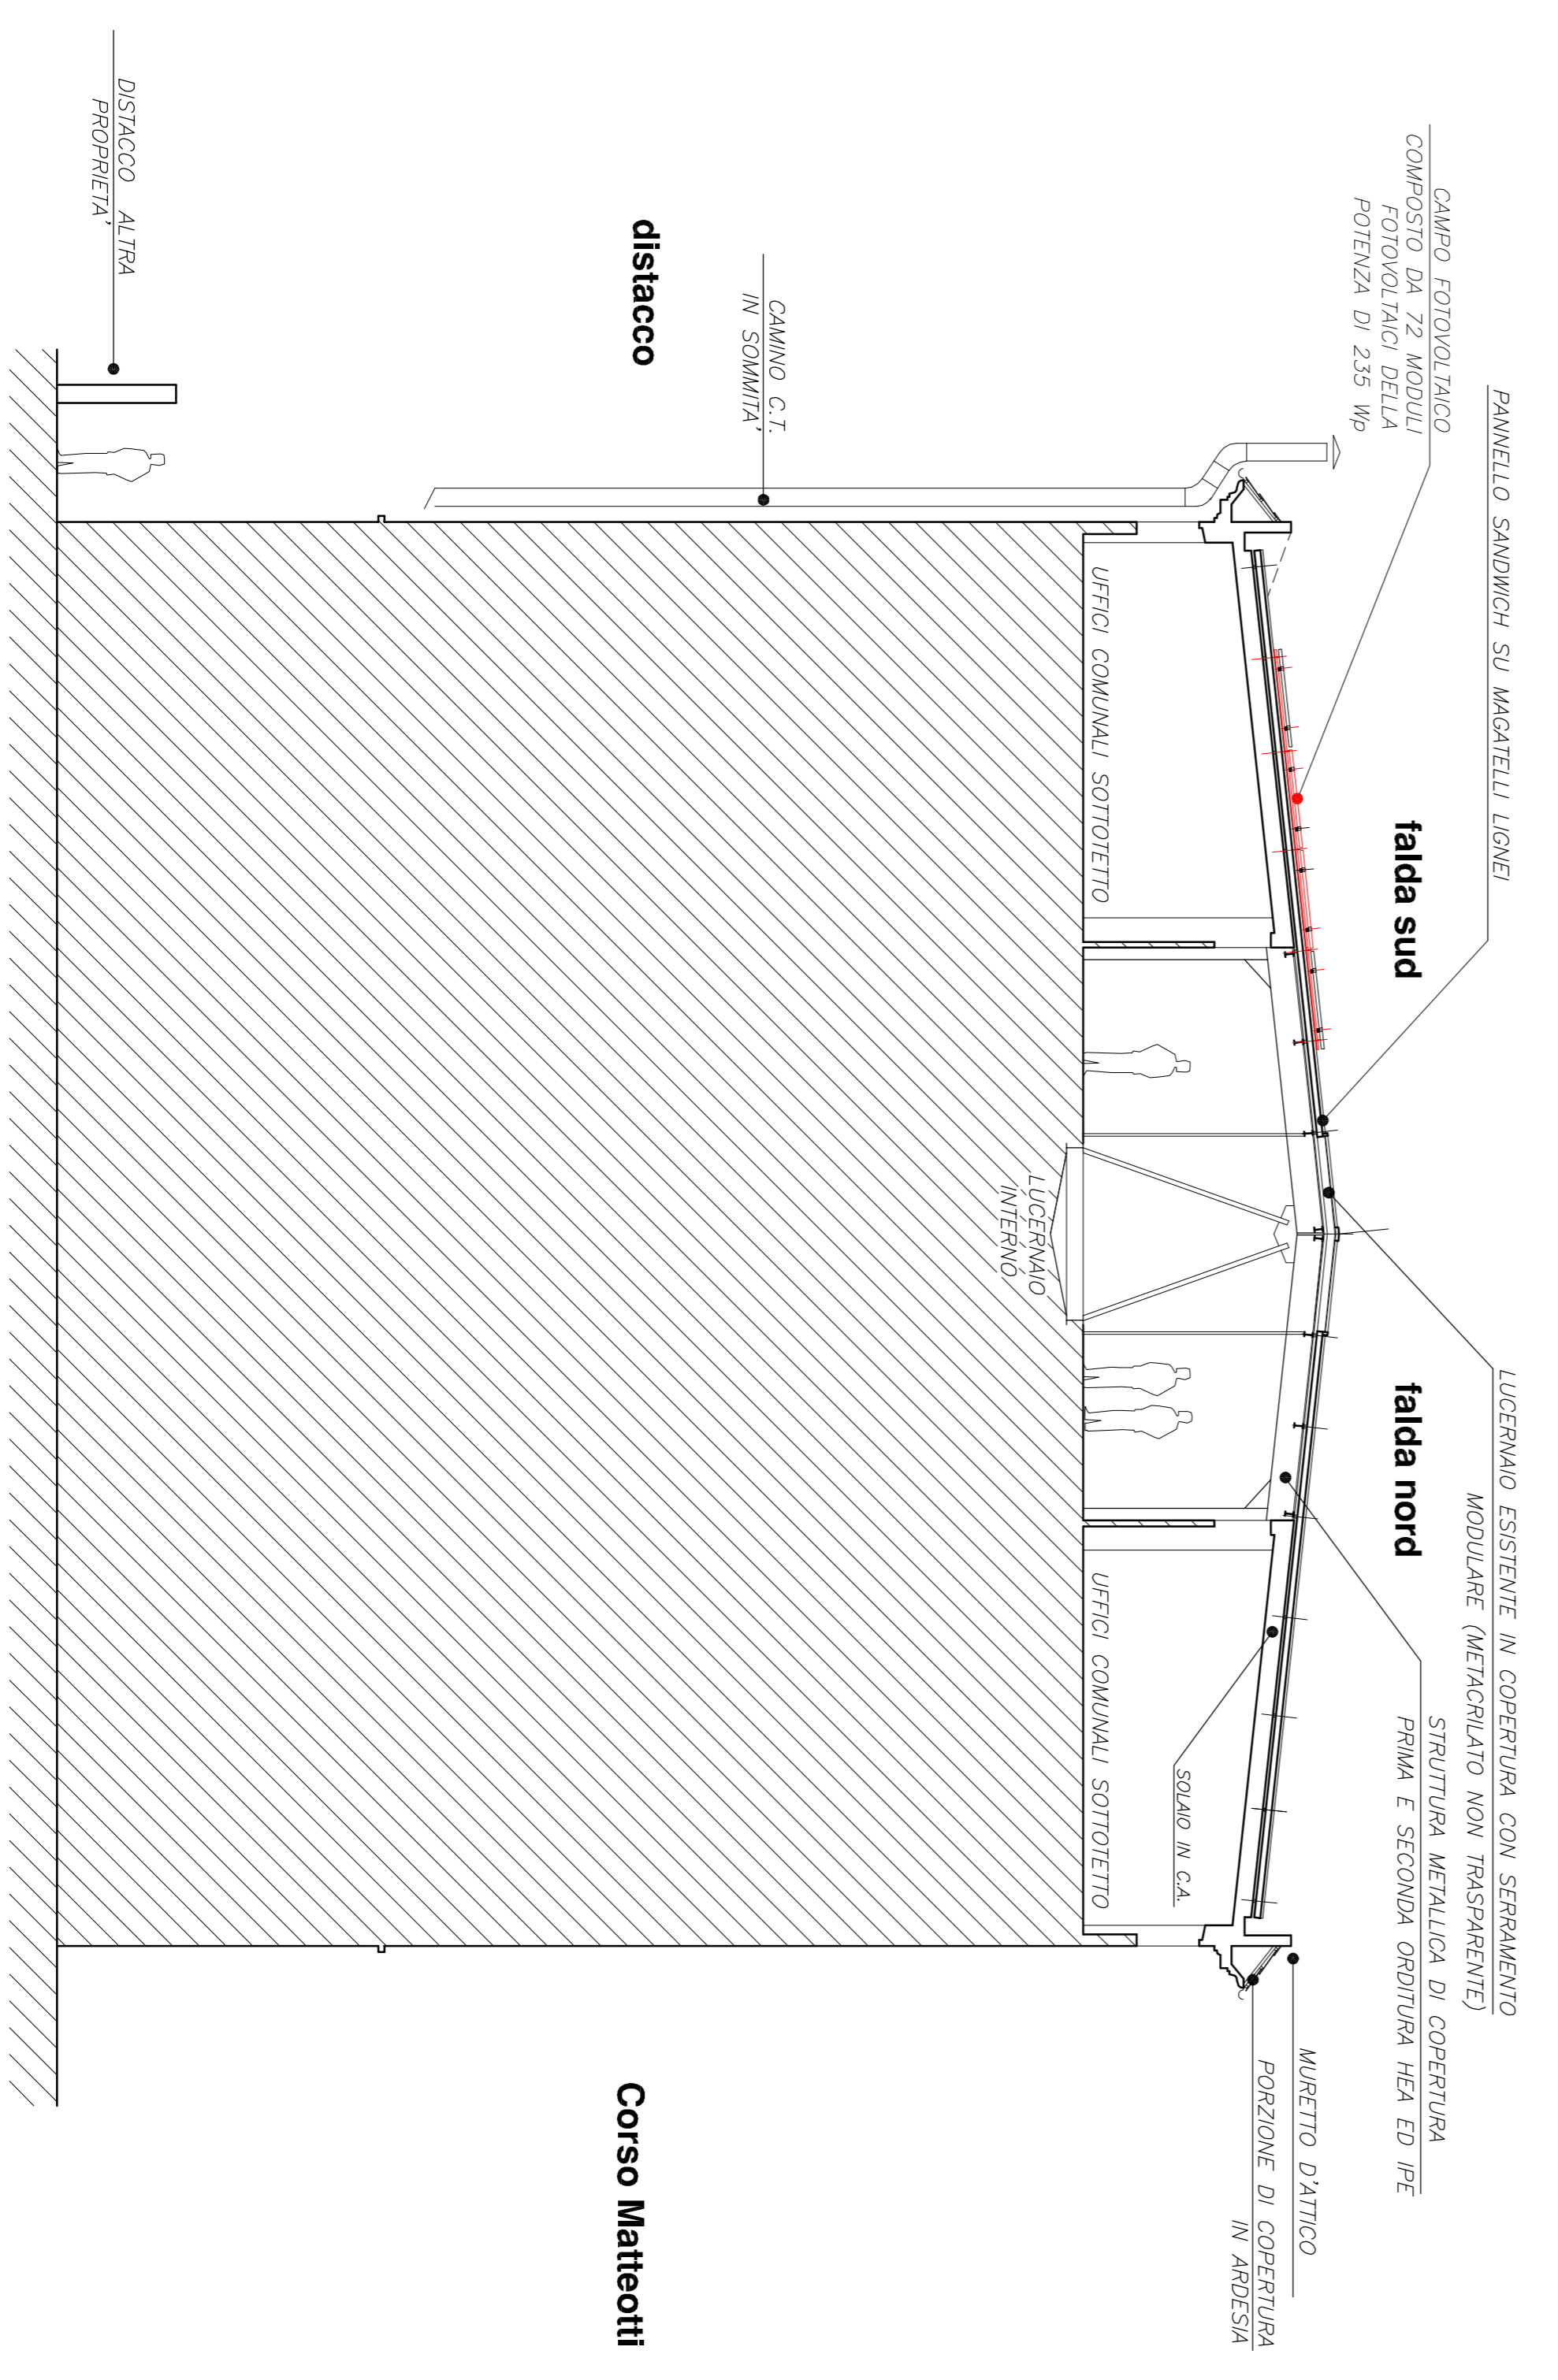 PANNELLO SANDWICH SU MAGATELLI LIGNEI
LUCERNAIO ESISTENTE IN COPERTURA CON SERRAMENTO
MODULARE (METACRILATO NON TRASPARENTE)
CAMPO FOTOVOLTAICO
COMPOSTO DA 72 MODULI
FOTOVOLTAICI DELLA
POTENZA DI 235 Wp
falda sud
falda nord
STRUTTURA METALLICA DI COPERTURA
PRIMA E SECONDA ORDITURA HEA ED IPE
MURETTO D'ATTICO
PORZIONE DI COPERTURA
IN ARDESIA
SOLAIO IN C.A.
UFFICI COMUNALI SOTTOTETTO
UFFICI COMUNALI SOTTOTETTO
LUCERNAIO
INTERNO
CAMINO C.T.
IN SOMMITA'
distacco
Corso Matteotti
DISTACCO ALTRA
PROPRIETA'